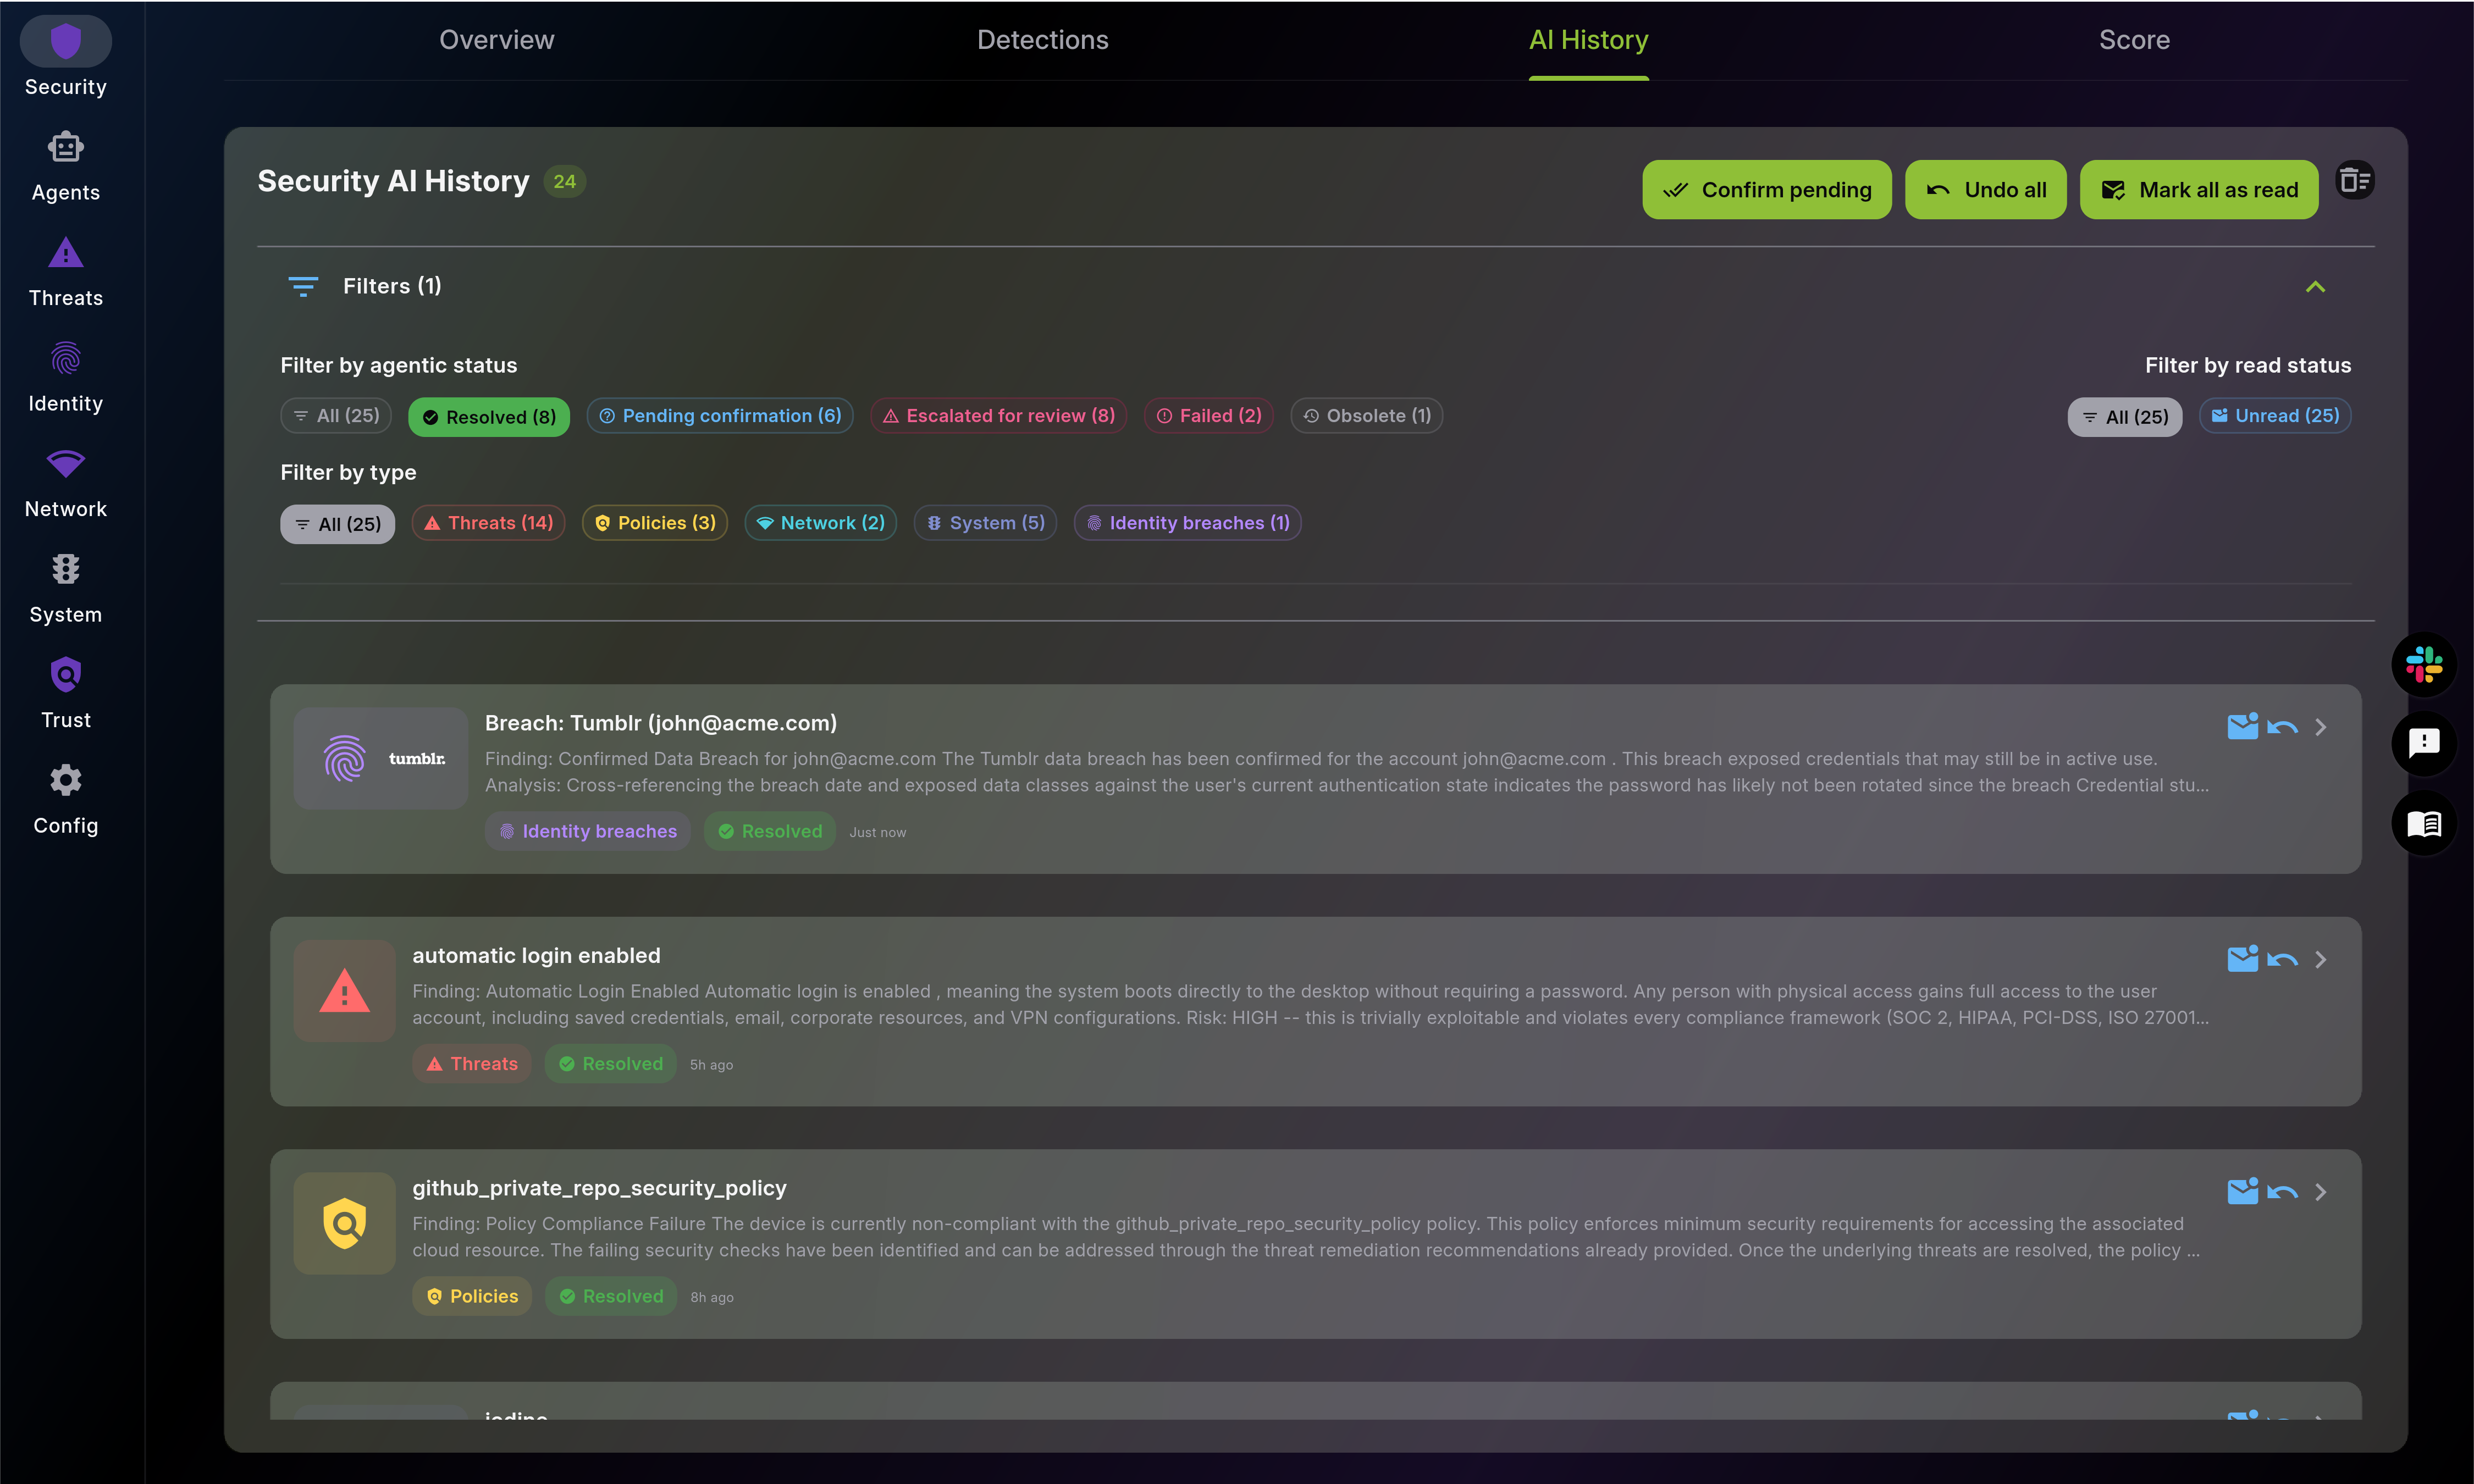 Overview
Detections
AI History
Score
Security
Agents
Threats
Identity
Network
System
Trust
Config
Security AI History 24
Confirm pending
Undo all
Mark all as read
Filters (1)
Filter by agentic status
Filter by read status
All (25)
Resolved (8)
Pending confirmation (6)
Escalated for review (8)
Failed (2)
Obsolete (1)
All (25)
Unread (25)
Filter by type
All (25)
Threats (14)
Policies (3)
Network (2)
System (5)
Identity breaches (1)
tumblr.
Breach: Tumblr (john@acme.com)
Finding: Confirmed Data Breach for john@acme.com The Tumblr data breach has been confirmed for the account john@acme.com . This breach exposed credentials that may still be in active use.
Analysis: Cross-referencing the breach date and exposed data classes against the user's current authentication state indicates the password has likely not been rotated since the breach Credential stu...
Identity breaches
Resolved
Just now
automatic login enabled
Finding: Automatic Login Enabled Automatic login is enabled , meaning the system boots directly to the desktop without requiring a password. Any person with physical access gains full access to the user
account, including saved credentials, email, corporate resources, and VPN configurations. Risk: HIGH -- this is trivially exploitable and violates every compliance framework (SOC 2, HIPAA, PCI-DSS, ISO 27001...
Threats
Resolved
5h ago
github_private_repo_security_policy
Finding: Policy Compliance Failure The device is currently non-compliant with the github_private_repo_security_policy policy. This policy enforces minimum security requirements for accessing the associated
cloud resource. The failing security checks have been identified and can be addressed through the threat remediation recommendations already provided. Once the underlying threats are resolved, the policy ...
Policies
Resolved
8h ago